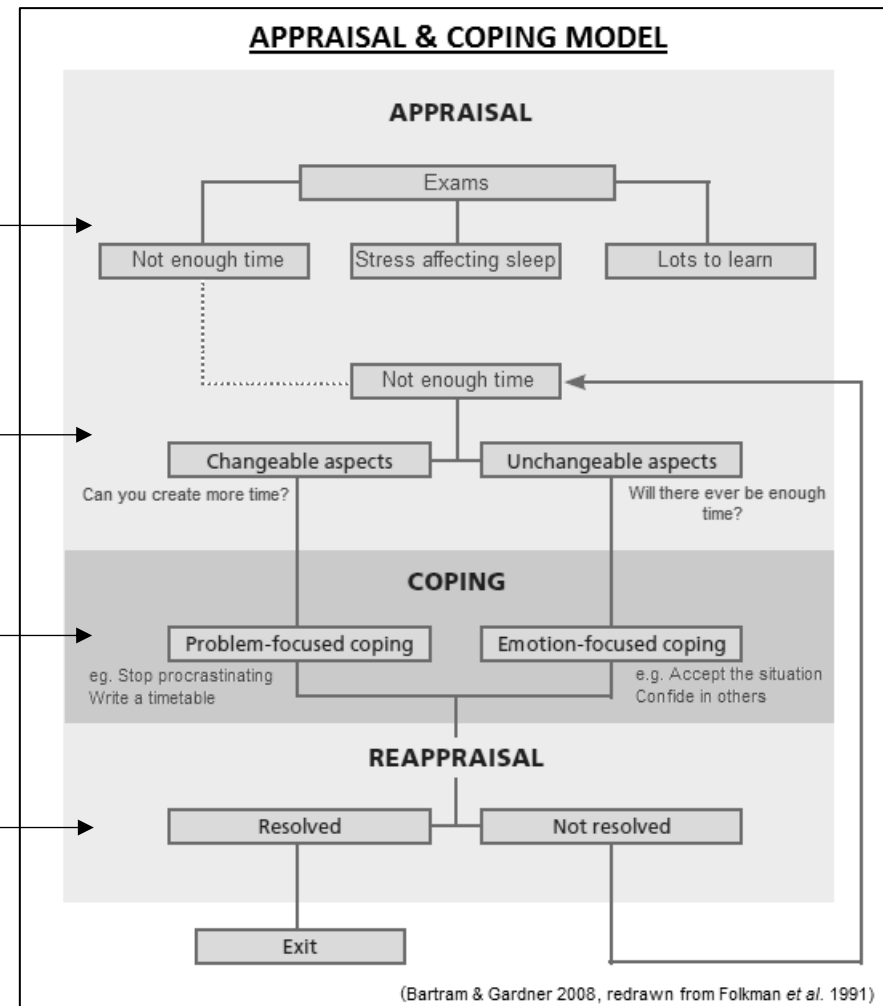 APPRAISAL & COPING MODEL
APPRAISAL
Exams
Not enough time
Stress affecting sleep
Lots to learn
Not enough time
Changeable aspects
Unchangeable aspects
Can you create more time?
Will there ever be enough
time?
COPING
Problem-focused coping
Emotion-focused coping
eg. Stop procrastinating
Write a timetable
e.g. Accept the situation
Confide in others
REAPPRAISAL
Resolved
Not resolved
Exit
(Bartram & Gardner 2008, redrawn from Folkman et al. 1991)